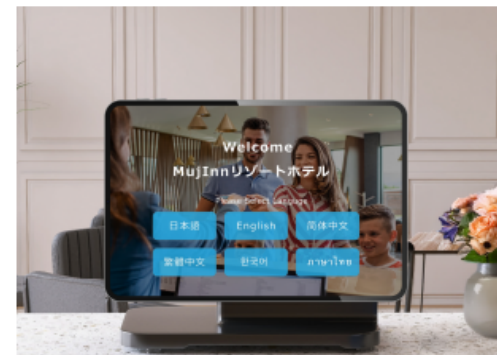 Welcome
MujInnリゾートホテル
Please Select Language
日本語 English 简体中文
繁體中文 한국어 ภาษาไทย